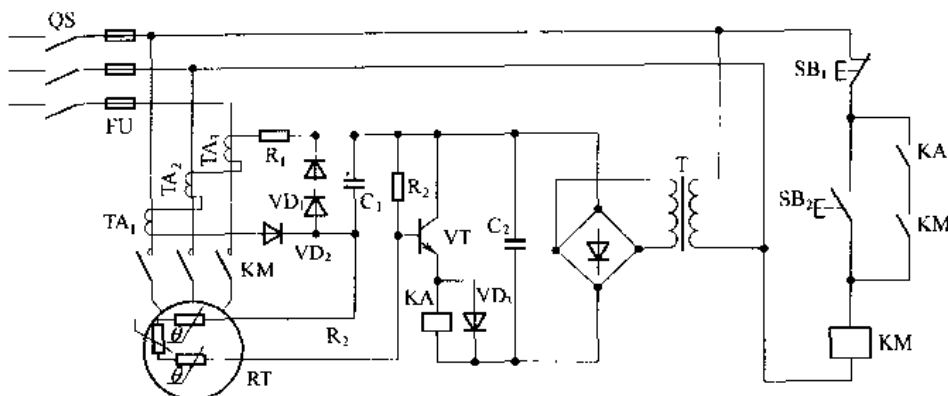 QS
FU
TA₃
TA₂
TA₁
R₁
VD₁
VD₂
C₁
R₂
VT
C₂
KA
VD₃
T
KM
R₂
θ
θ
RT
SB₁
KA
SB₂
KM
KM